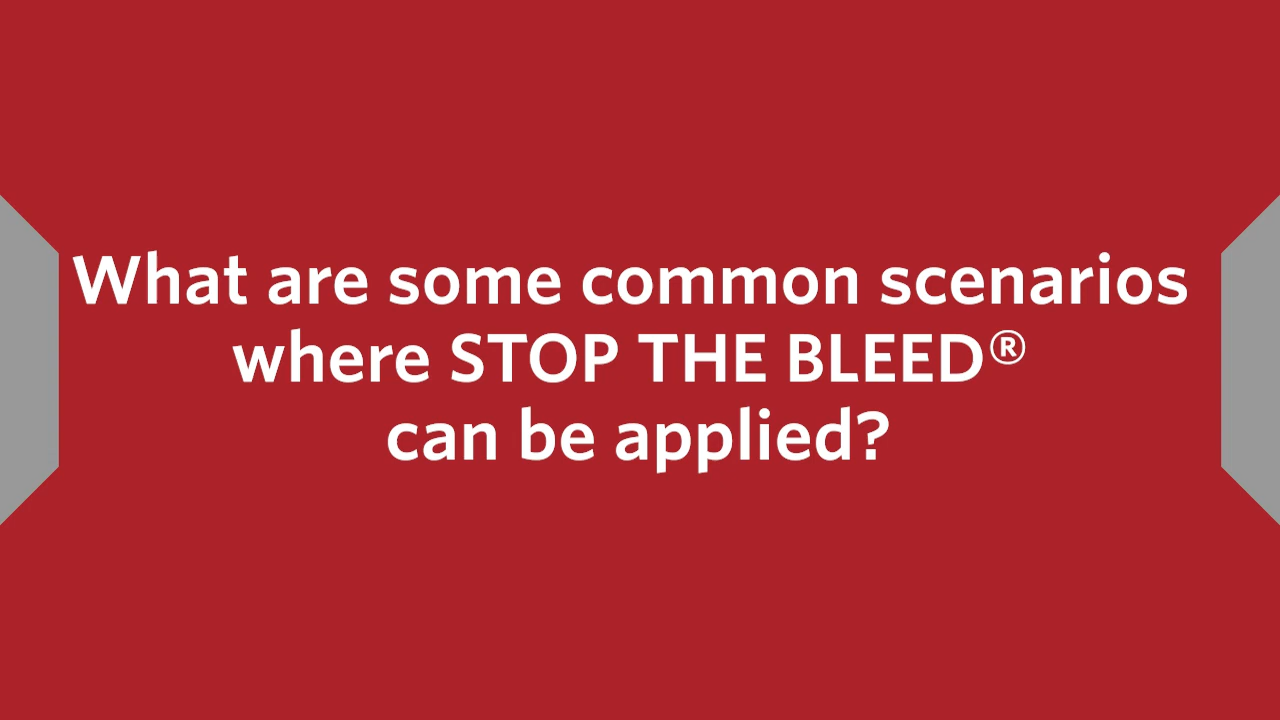 What are some common scenarios
where STOP THE BLEED®
can be applied?